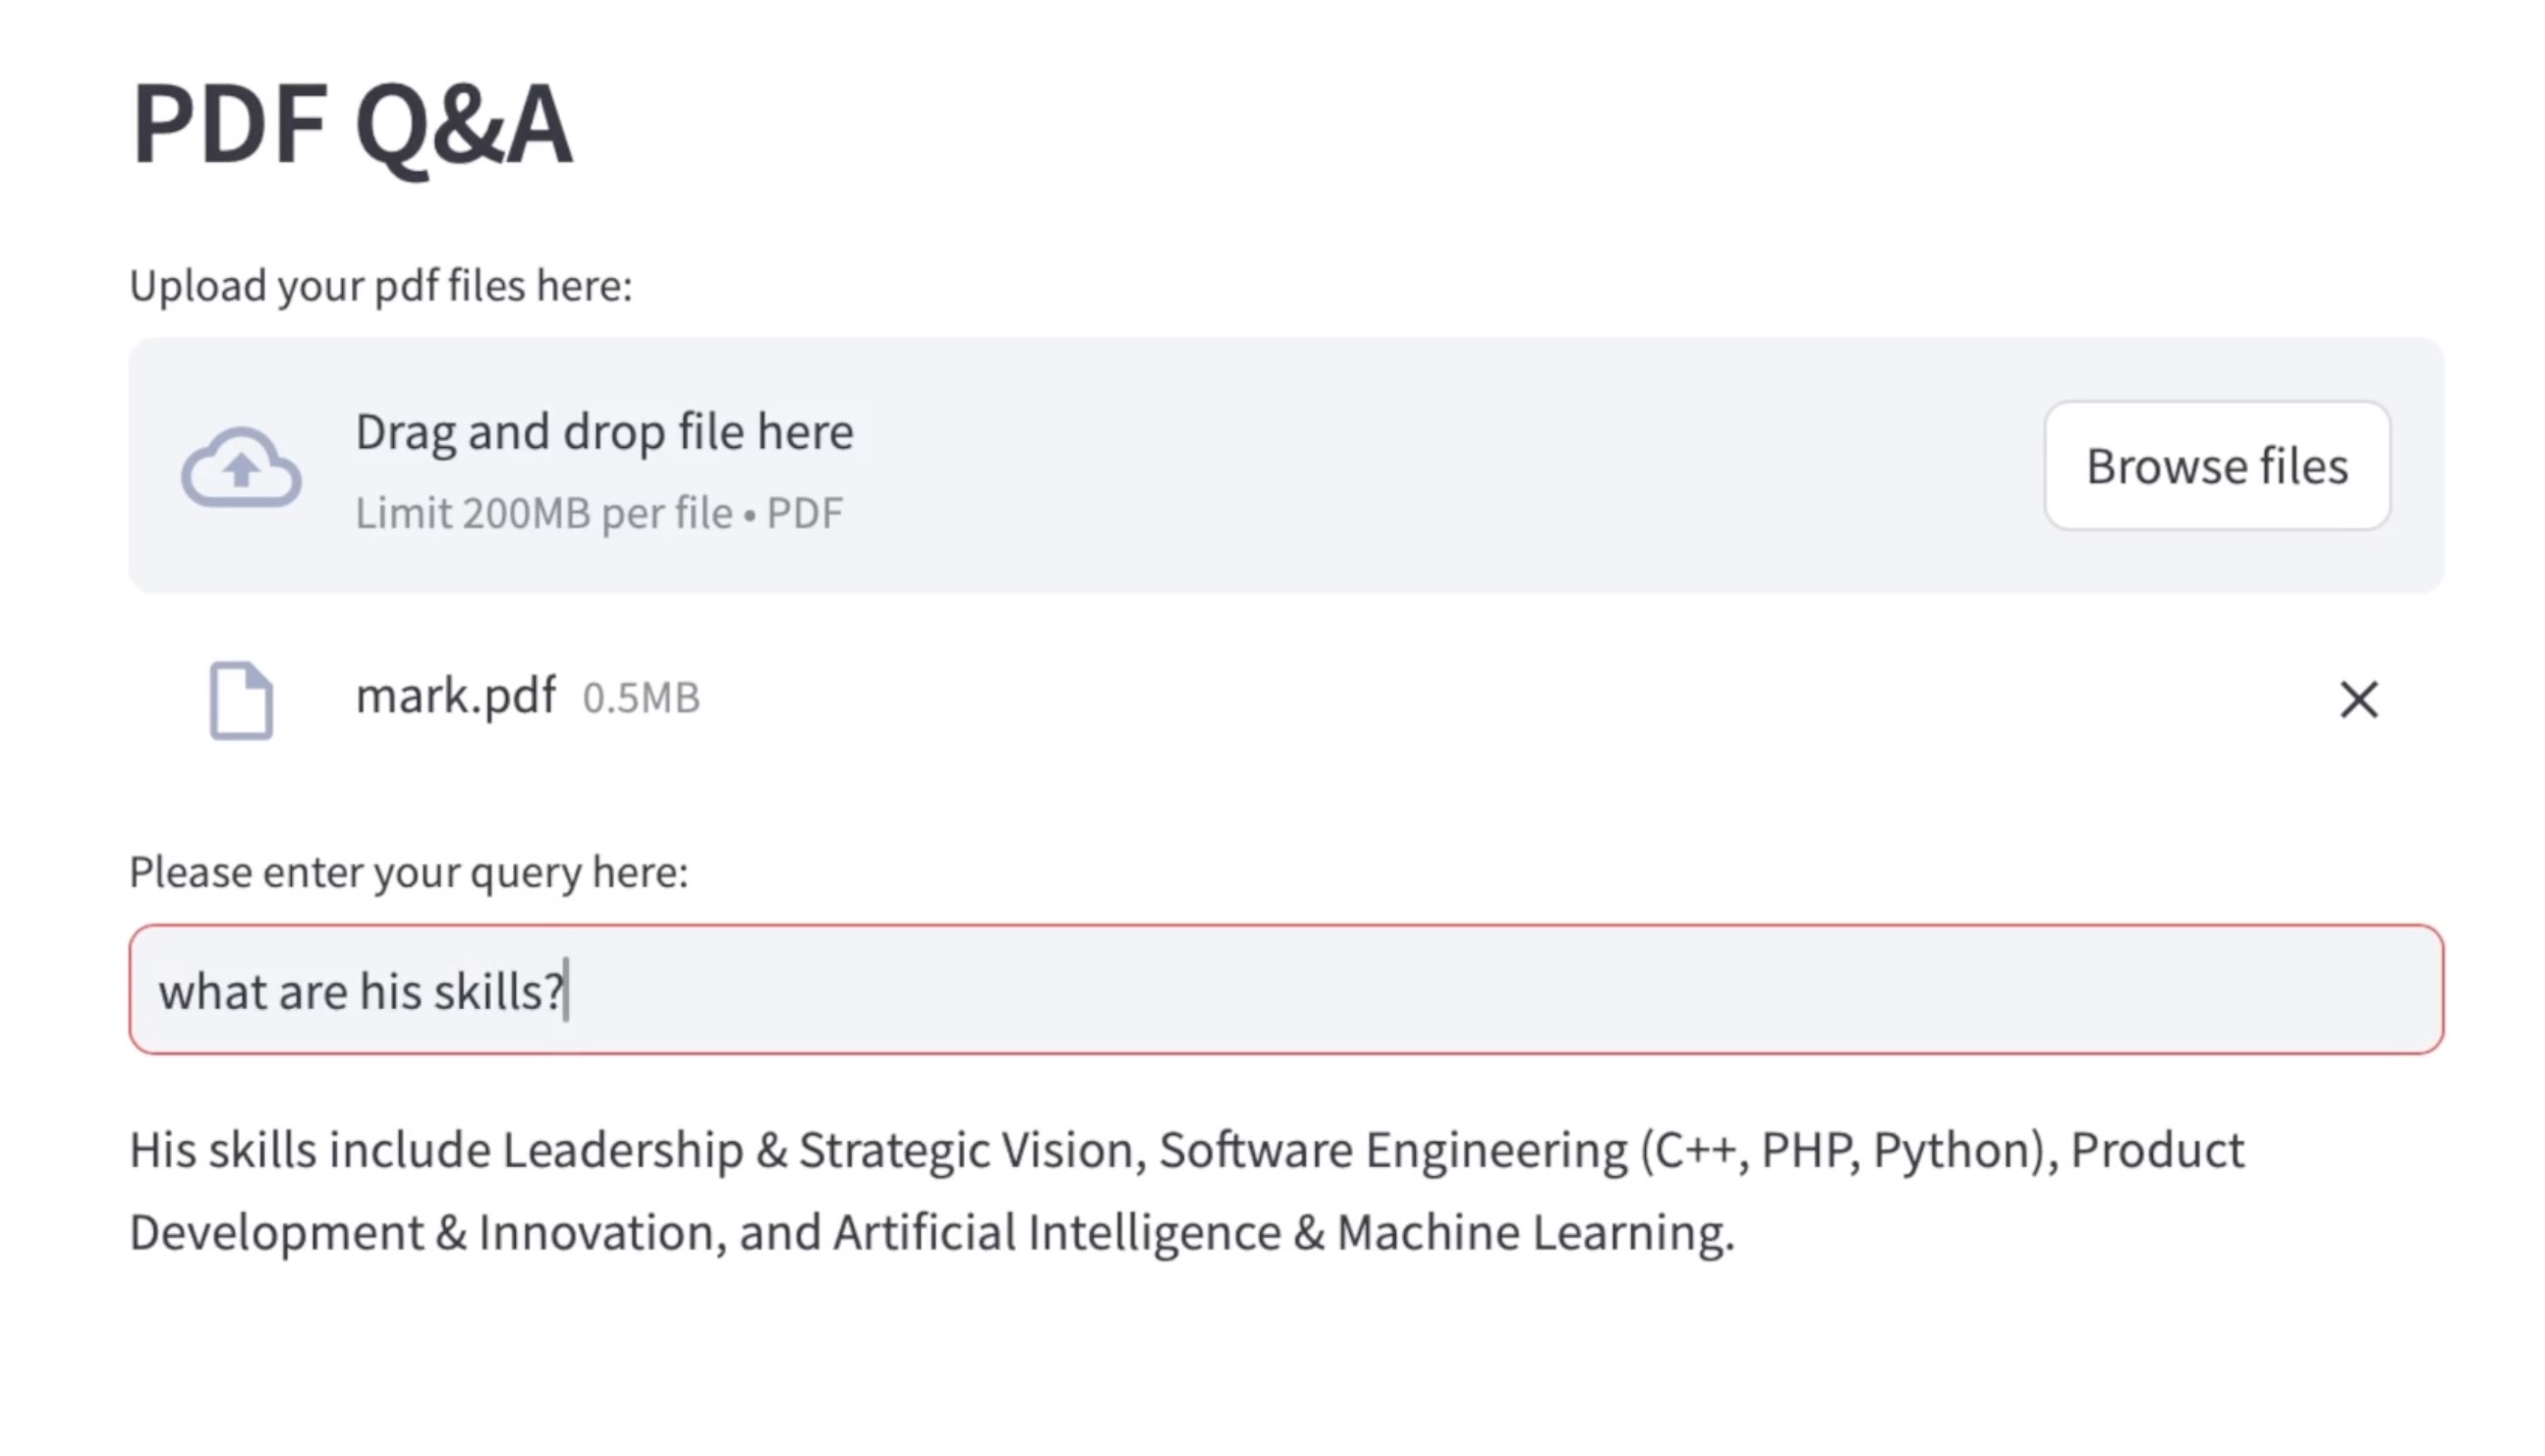 PDF Q&A
Upload your pdf files here:
Drag and drop file here
Limit 200MB per file • PDF
Browse files
mark.pdf 0.5MB
Please enter your query here:
what are his skills?
His skills include Leadership & Strategic Vision, Software Engineering (C++, PHP, Python), Product
Development & Innovation, and Artificial Intelligence & Machine Learning.